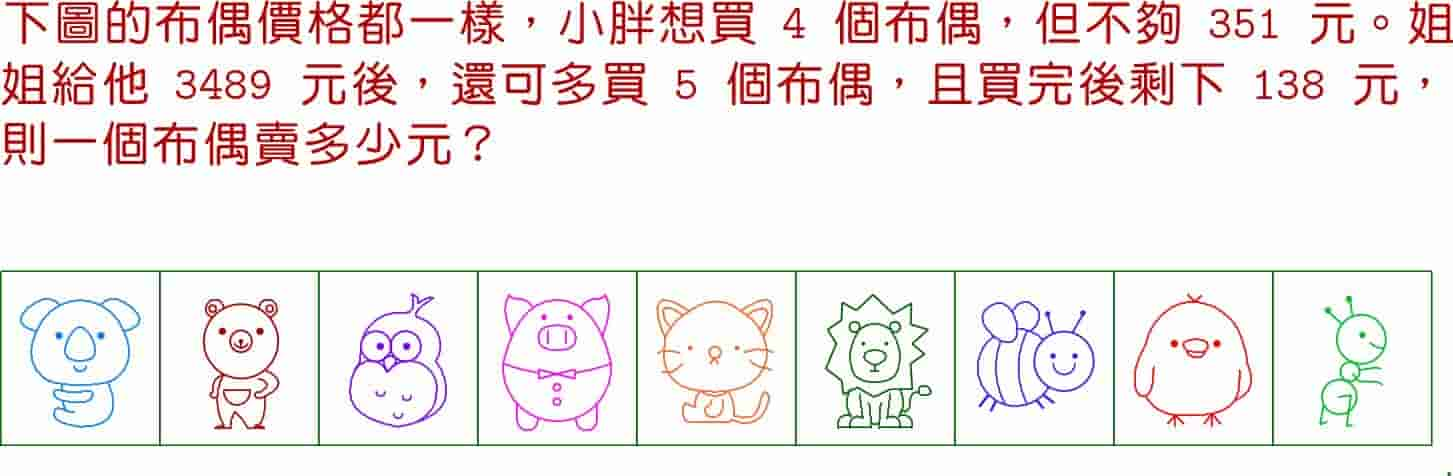 下圖的布偶價格都一樣，小胖想買 4 個布偶，但不夠 351 元。姐
姐給他 3489 元後，還可多買 5 個布偶，且買完後剩下 138 元，
則一個布偶賣多少元？